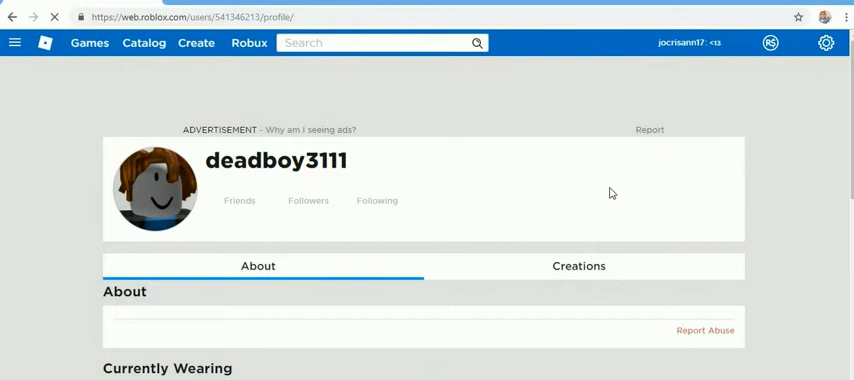 https://web.roblox.com/users/541346213/profile/
Games Catalog Create Robux Search jocrisann17: <13 R$
ADVERTISEMENT - Why am I seeing ads? Report
deadboy3111
Friends Followers Following
About Creations
About
Report Abuse
Currently Wearing